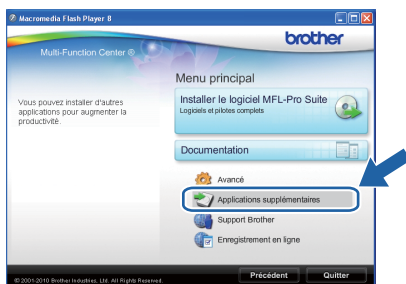 Macromedia Flash Player 8
brother
Multi-Function Center ®
Menu principal
Vous pouvez installer d'autres
applications pour augmenter la
productivité.
Installer le logiciel MFL-Pro Suite
Logiciels et pilotes complets
Documentation
Avancé
Applications supplémentaires
Support Brother
Enregistrement en ligne
© 2001-2010 Brother Industries, Ltd. All Rights Reserved.
Précédent
Quitter